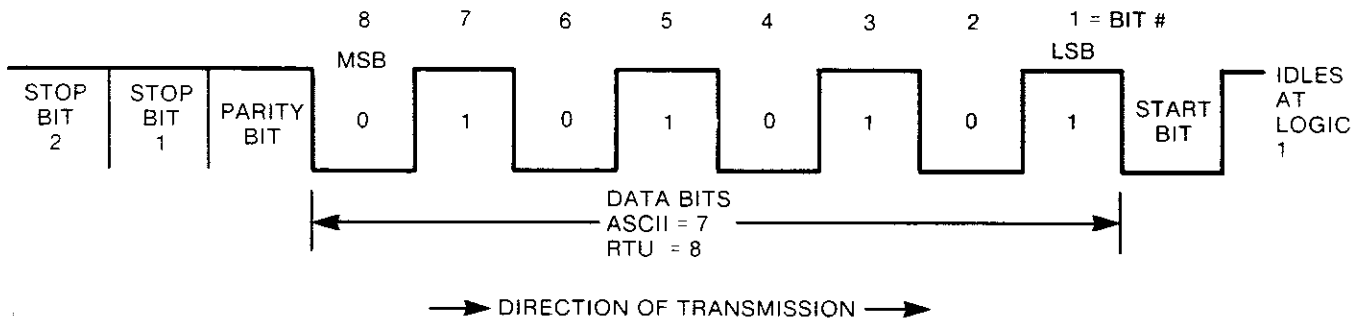 8 7 6 5 4 3 2 1 = BIT #
MSB LSB
STOP BIT 2
STOP BIT 1
PARITY BIT
0 1 0 1 0 1 0 1
START BIT
IDLES
AT
LOGIC
1
DATA BITS
ASCII = 7
RTU = 8
DIRECTION OF TRANSMISSION